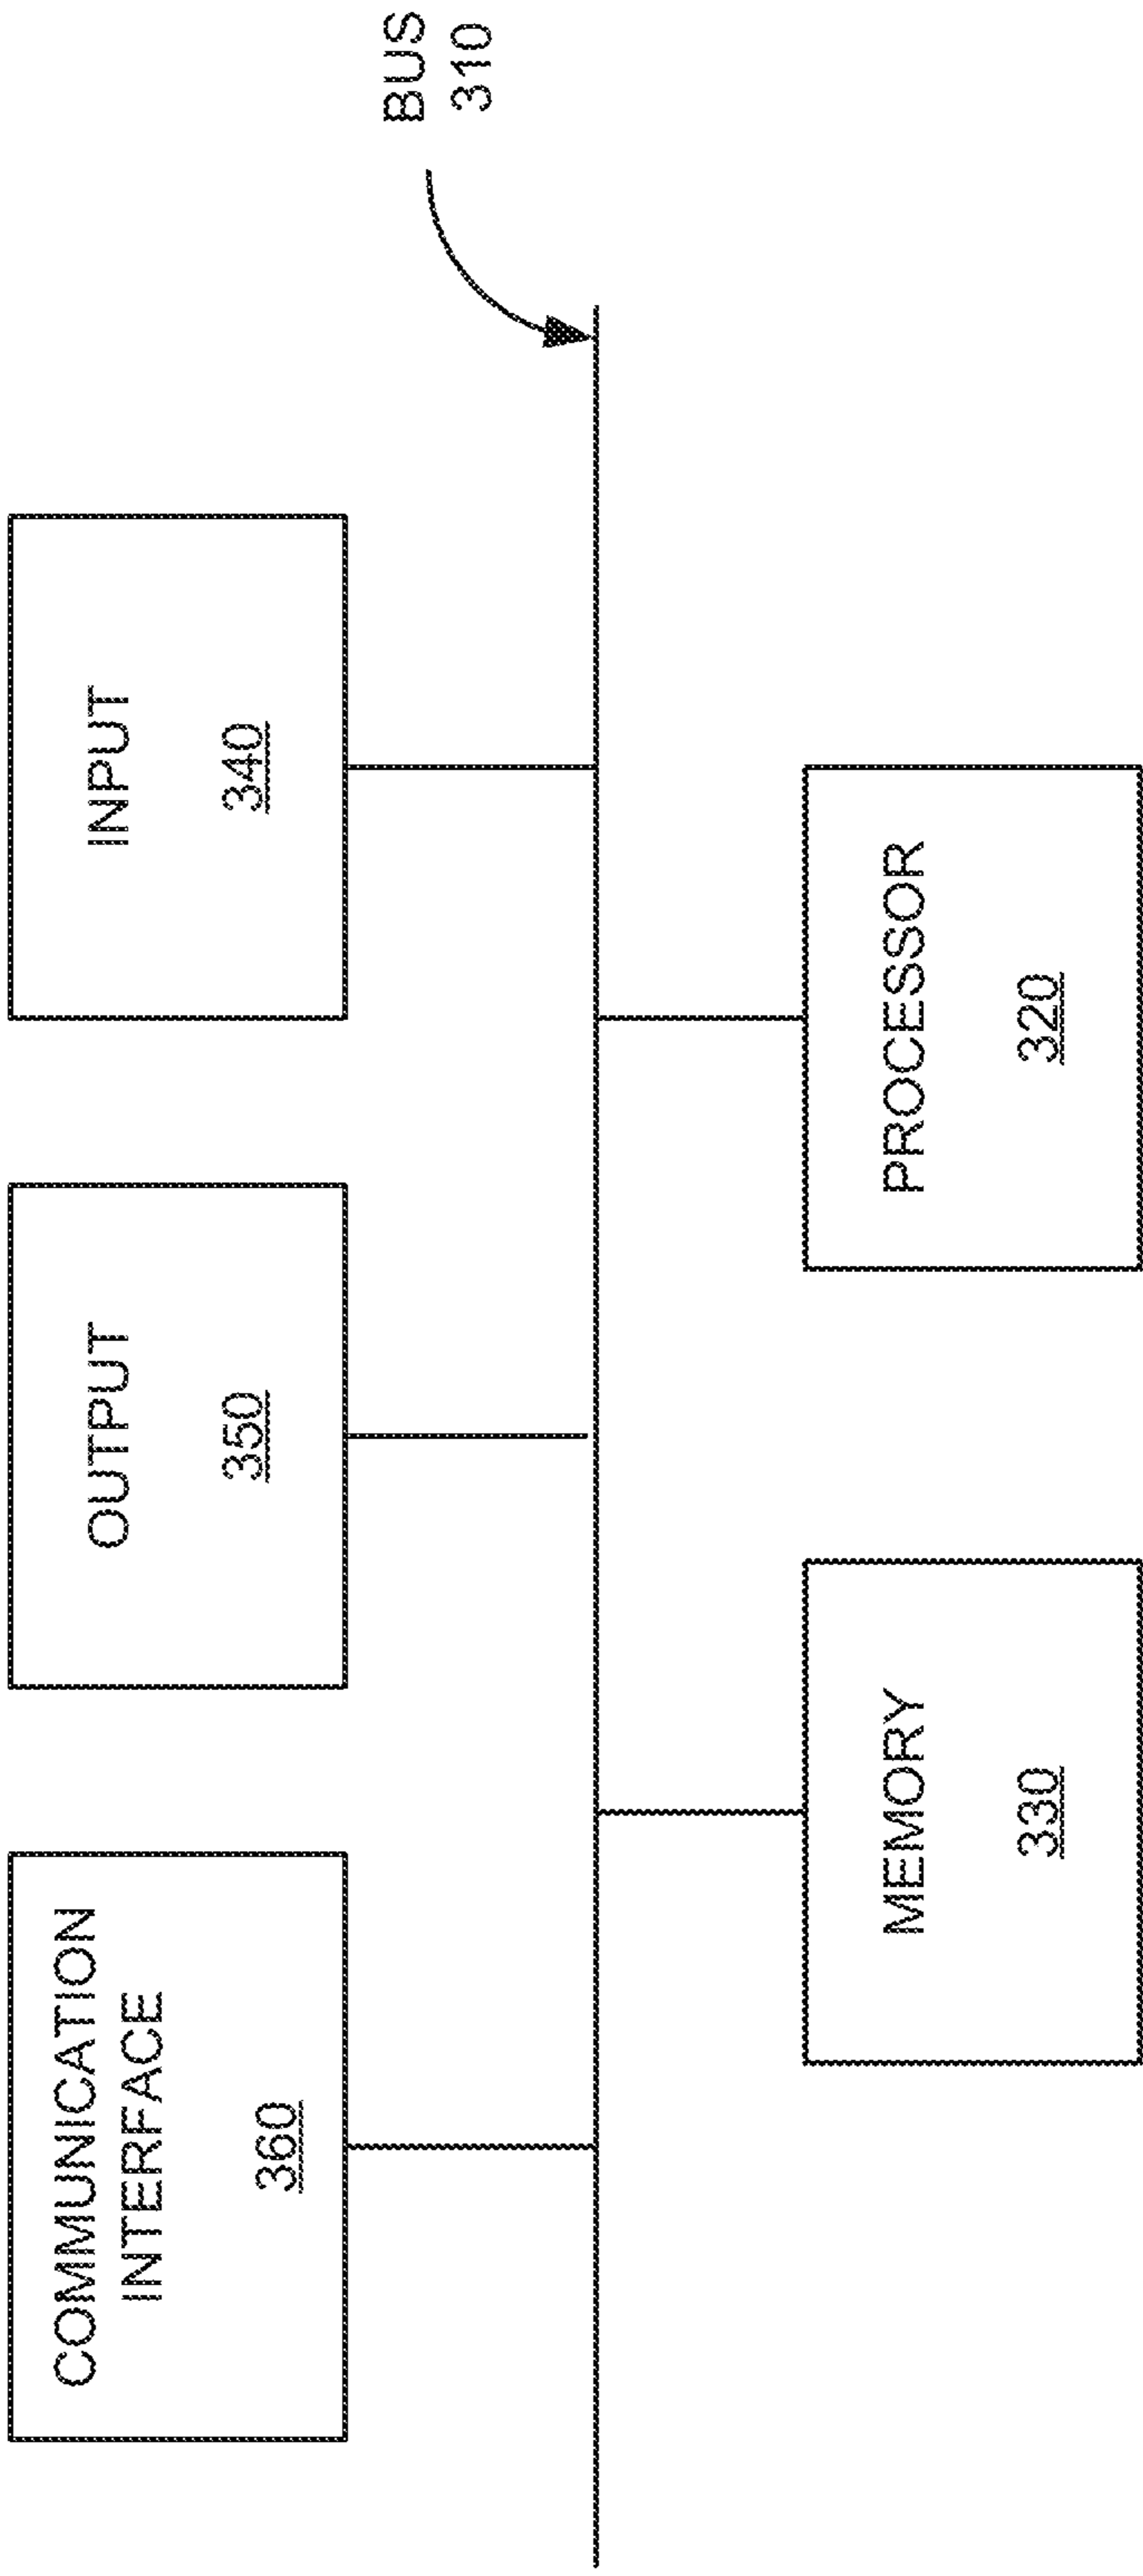 COMMUNICATION
INTERFACE
360
OUTPUT
350
INPUT
340
BUS
310
MEMORY
330
PROCESSOR
320